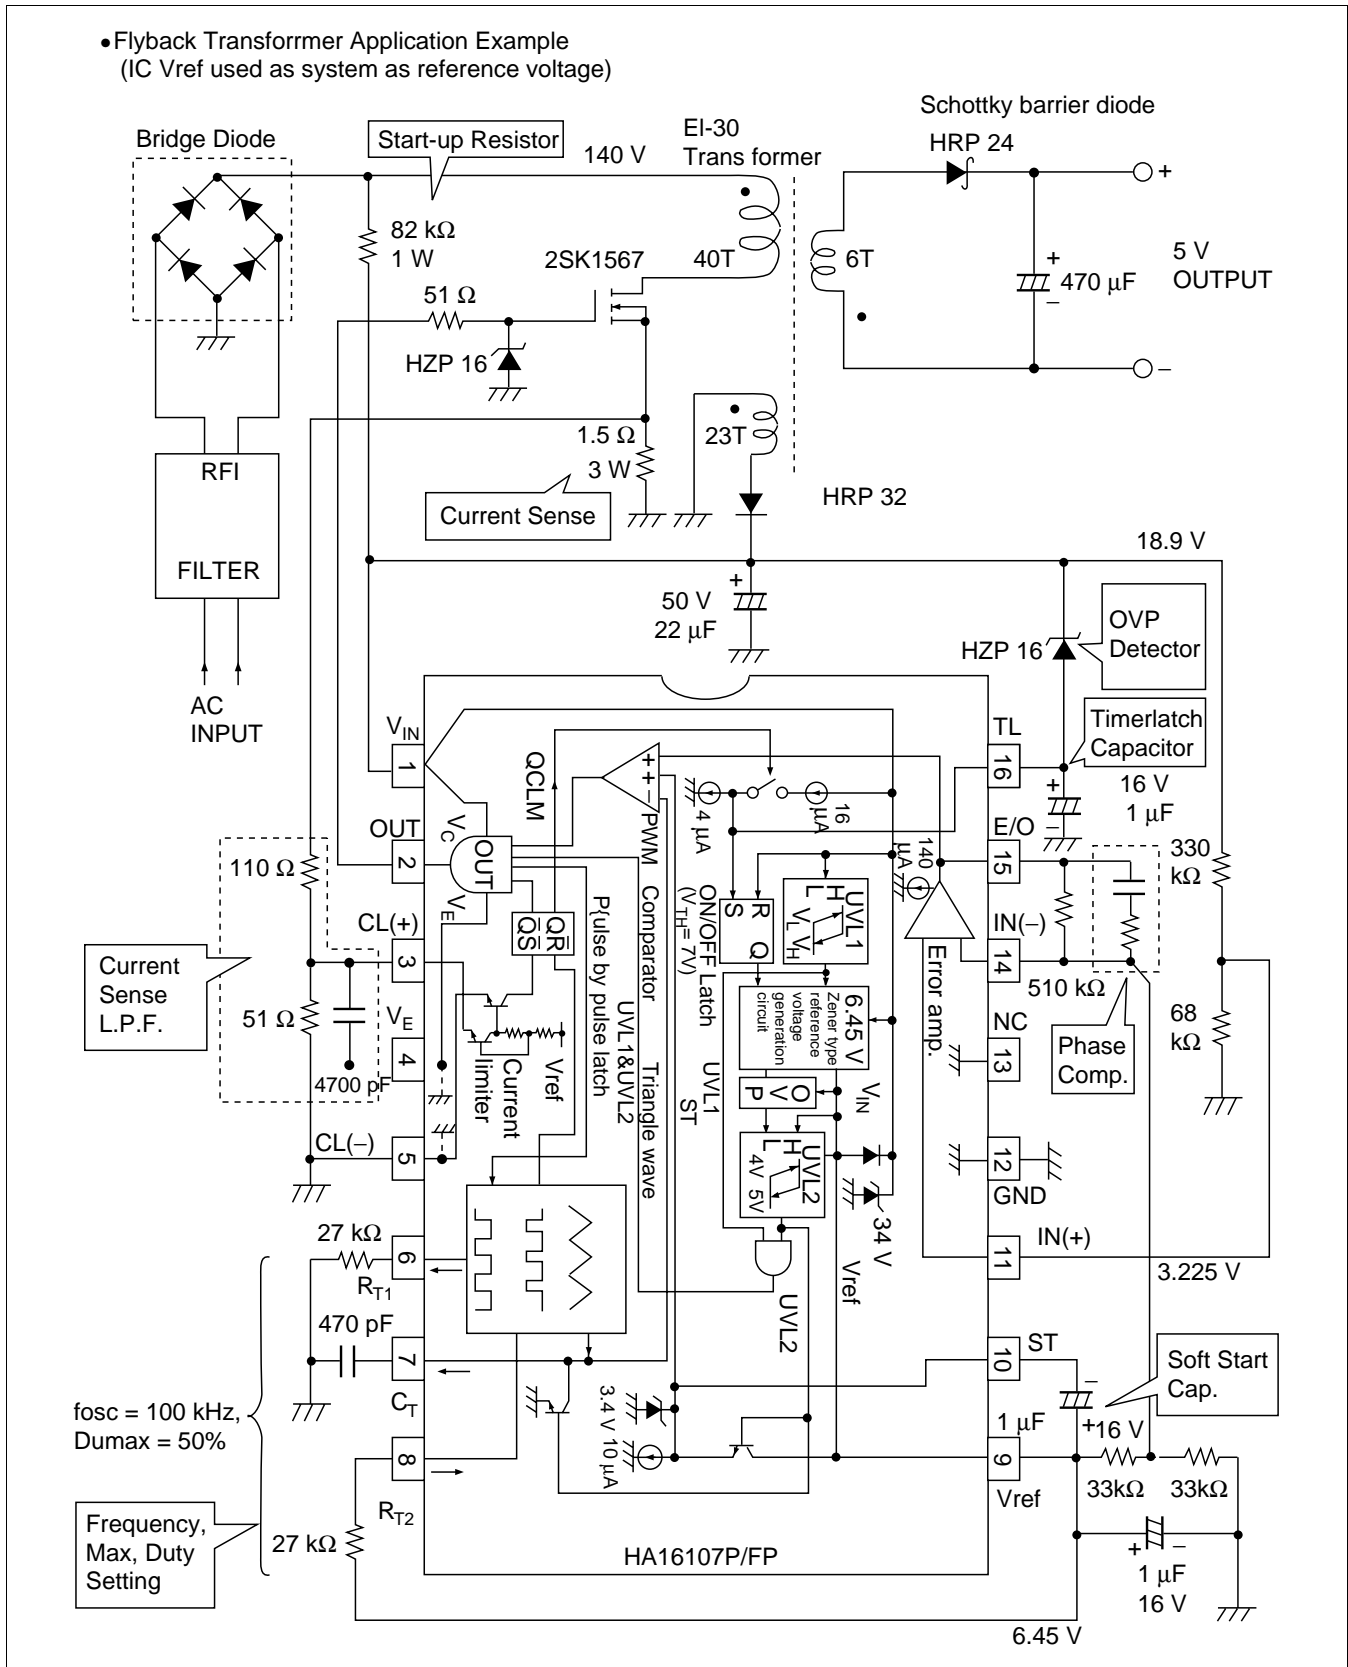 • Flyback Transforrmer Application Example
(IC Vref used as system as reference voltage)
Schottky barrier diode
HRP 24
EI-30
Trans former
Bridge Diode
Start-up Resistor
140 V
+
82 kΩ
1 W
2SK1567
40T
6T
+
470 μF
−
5 V
OUTPUT
51 Ω
HZP 16
−
23T
1.5 Ω
3 W
RFI
FILTER
HRP 32
Current Sense
18.9 V
+
50 V
22 μF
OVP
Detector
HZP 16
AC
INPUT
Timerlatch
Capacitor
VIN
1
TL
16
+
16 V
1 μF
−
QCLM
+
+
−
PWM
Comparator
4 μA
16
μA
VC
OUT
VE
OUT
2
E/O
15
140
μA
330
kΩ
110 Ω
QS
QR
P{ulse by pulse latch
ON/OFF Latch
(VTH= 7V)
S
R
Q
UVL1
H
L
VL VH
Error amp.
CL(+)
3
IN(−)
14
510 kΩ
Current
Sense
L.P.F.
51 Ω
VE
4
4700 pF
Vref
Current
limiter
UVL1&UVL2
Triangle wave
UVL1
ST
6.45 V
Zener type
reference
voltage
generation
circuit
O
V
P
VIN
NC
13
68
kΩ
Phase
Comp.
CL(−)
5
UVL2
H
L
4V 5V
34 V
12
GND
27 kΩ
6
RT1
IN(+)
11
3.225 V
Vref
UVL2
470 pF
7
CT
ST
10
−
Soft Start
Cap.
fosc = 100 kHz,
Dumax = 50%
3.4 V
10 μA
1 μF
+
16 V
8
RT2
9
Vref
33kΩ
33kΩ
Frequency,
Max, Duty
Setting
27 kΩ
HA16107P/FP
+
−
1 μF
16 V
6.45 V